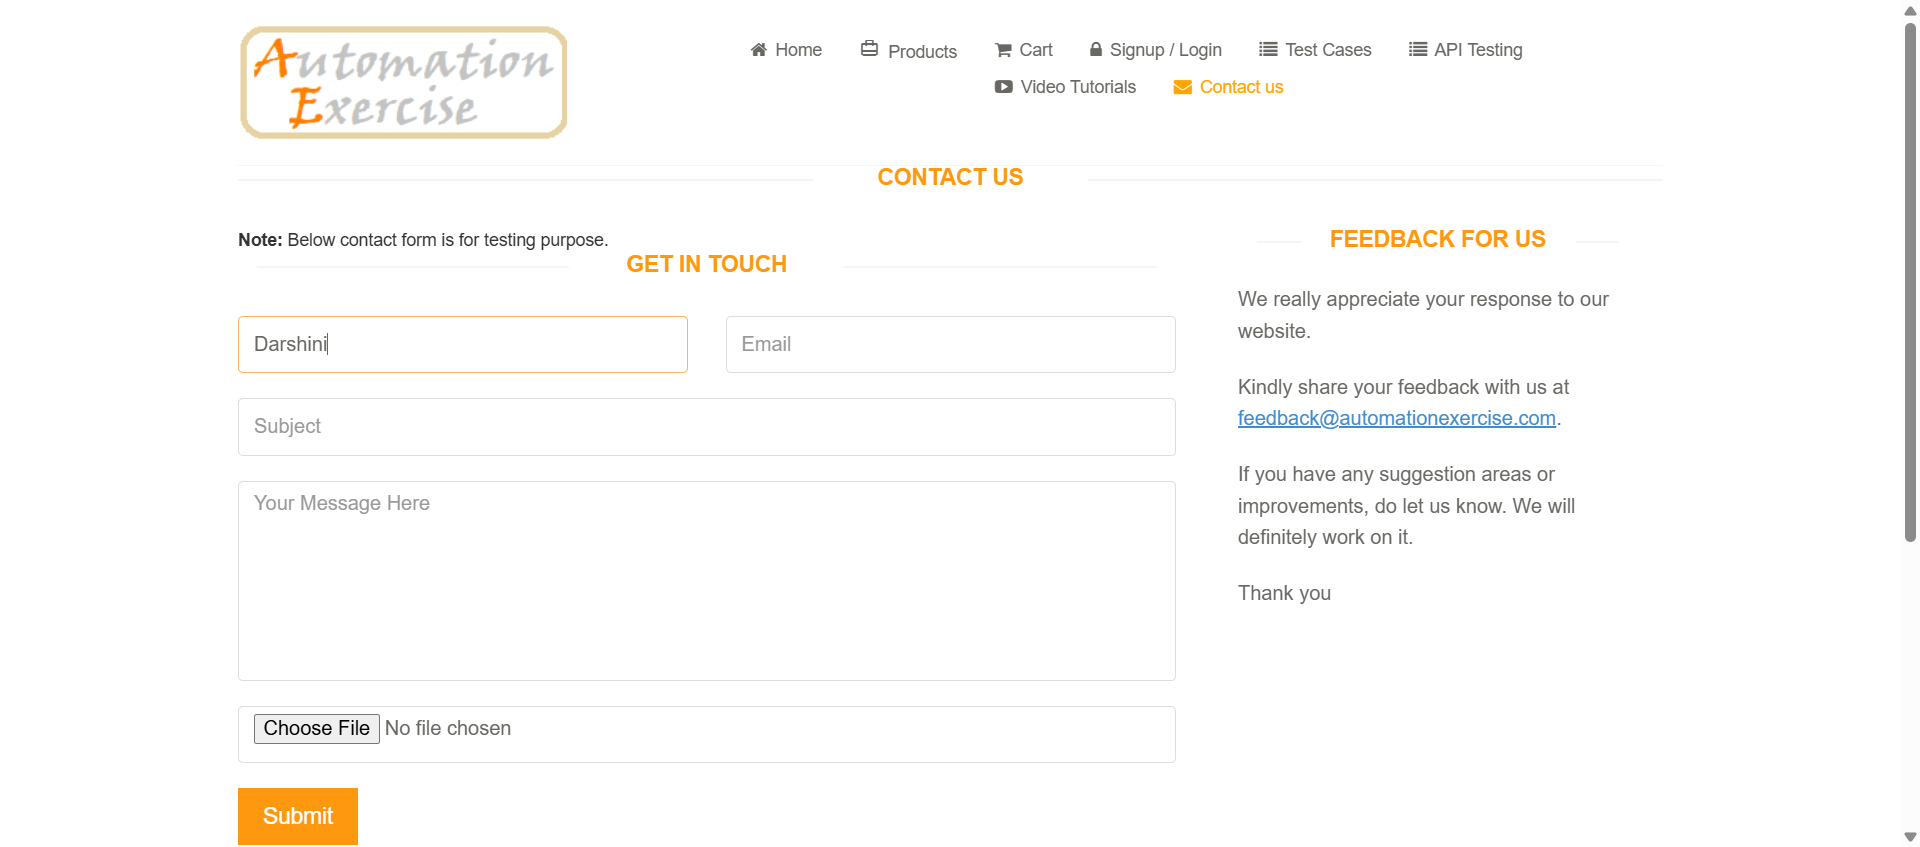 Automation
Exercise
Home
Products
Cart
Signup / Login
Test Cases
API Testing
Video Tutorials
Contact us
CONTACT US
Note: Below contact form is for testing purpose.
GET IN TOUCH
Darshini
Email
Subject
Your Message Here
Choose File No file chosen
Submit
FEEDBACK FOR US
We really appreciate your response to our
website.
Kindly share your feedback with us at
feedback@automationexercise.com.
If you have any suggestion areas or
improvements, do let us know. We will
definitely work on it.
Thank you